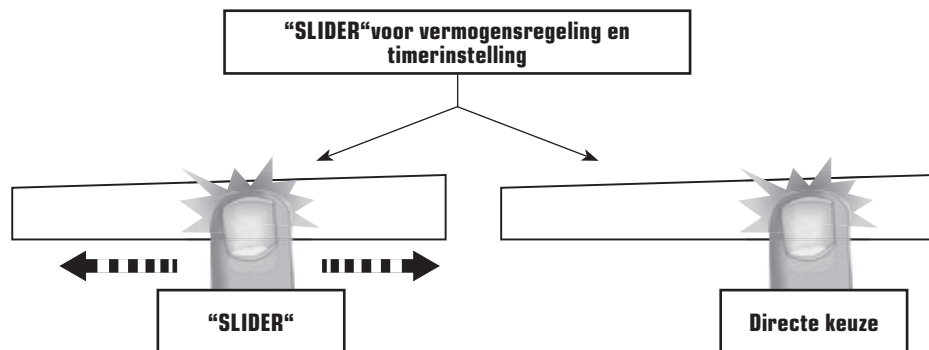 “SLIDER“voor vermogensregeling en
timerinstelling
“SLIDER“
Directe keuze